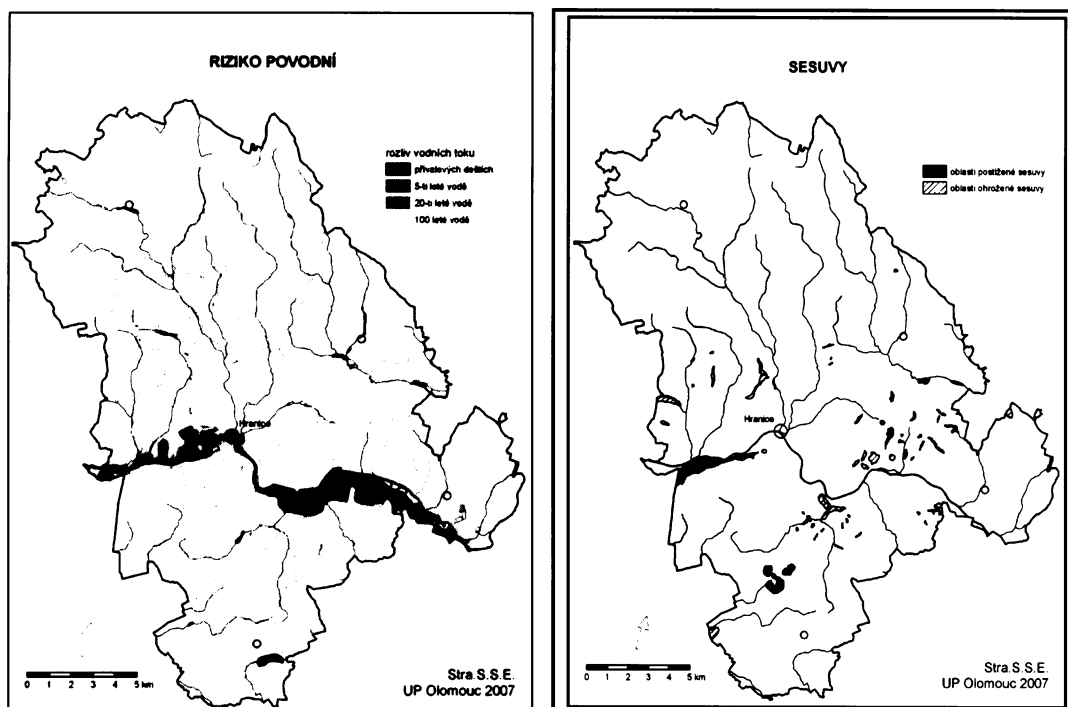 RIZIKO POVODNÍ
rozliv vodních toku
přívalových deštích
5-ti leté vodě
20-ti leté vodě
100 leté vodě
Hranice
0 1 2 3 4 5 km
Stra.S.S.E.
UP Olomouc 2007
SESUVY
oblasti postižené sesuvy
oblasti ohrožené sesuvy
Hranice
0 1 2 3 4 5 km
Stra.S.S.E.
UP Olomouc 2007